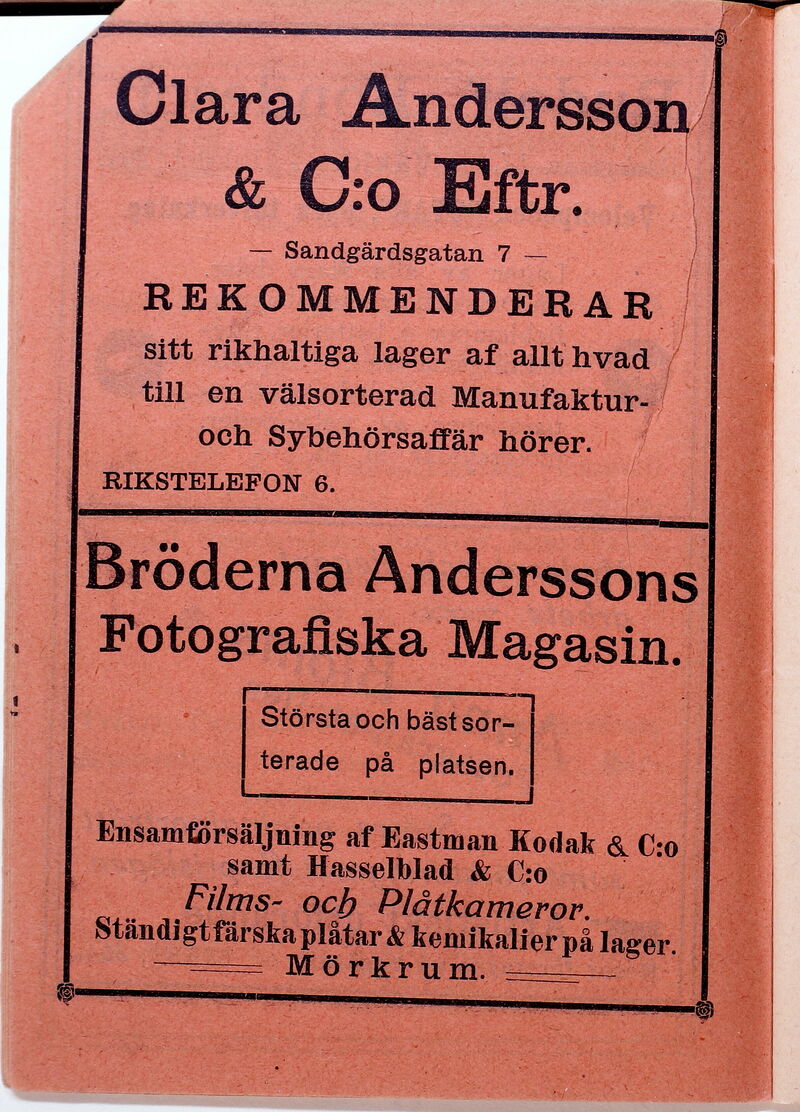 Clara Andersson
& C:o Eftr.
— Sandgärdsgatan 7 —
REKOMMENDERAR
sitt rikhaltiga lager af allt hvad
till en välsorterad Manufaktur-
och Sybehörsaffär hörer.
RIKSTELEFON 6.
Bröderna Anderssons
Fotografiska Magasin.
Största och bäst sor-
terade på platsen.
Ensamförsäljning af Eastman Kodak & C:o
samt Hasselblad & C:o
Films- och Plåtkameror.
Ständigt färska plåtar & kemikalier på lager.
Mörkrum.